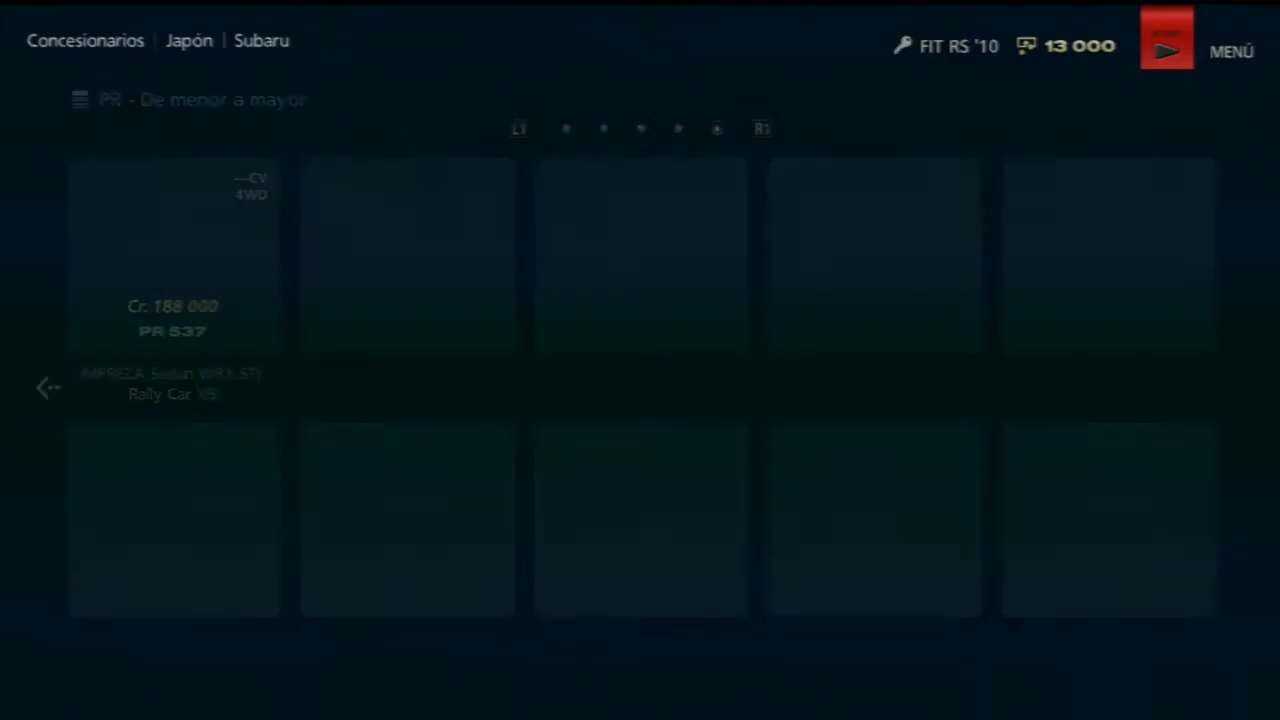 Concesionarios | Japón | Subaru
FIT RS '10
13 000
MENÚ
PR - De menor a mayor
L1
R1
---CV
4WD
Cr. 188 000
PR 537
IMPREZA Sedan WRX STI
Rally Car '05